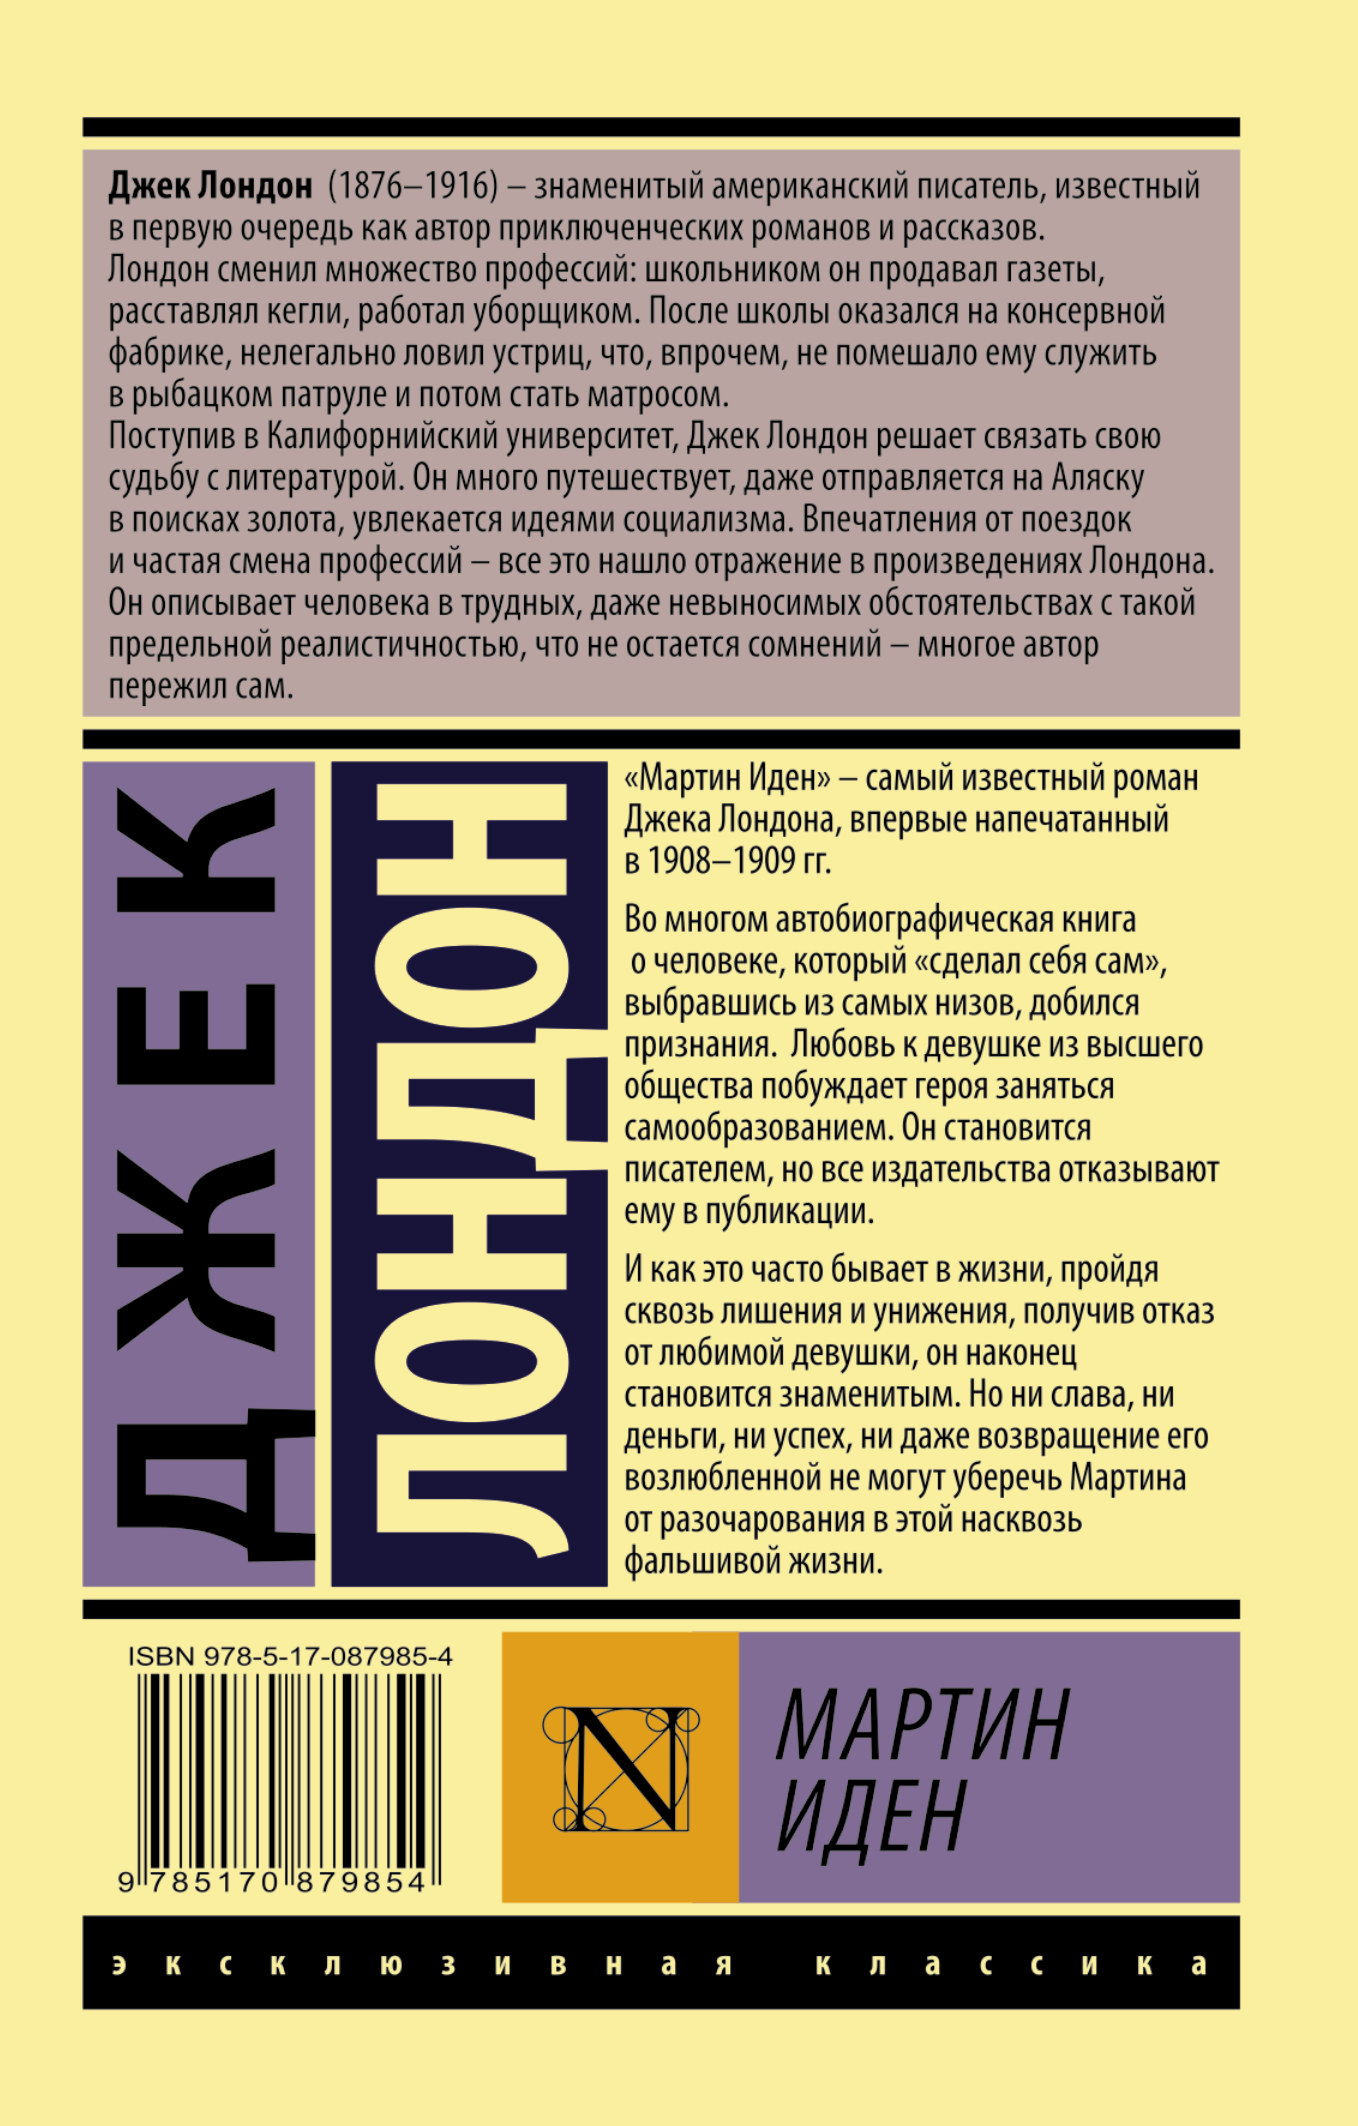 Джек Лондон (1876–1916) – знаменитый американский писатель, известный
в первую очередь как автор приключенческих романов и рассказов.
Лондон сменил множество профессий: школьником он продавал газеты,
расставлял кегли, работал уборщиком. После школы оказался на консервной
фабрике, нелегально ловил устриц, что, впрочем, не помешало ему служить
в рыбацком патруле и потом стать матросом.
Поступив в Калифорнийский университет, Джек Лондон решает связать свою
судьбу с литературой. Он много путешествует, даже отправляется на Аляску
в поисках золота, увлекается идеями социализма. Впечатления от поездок
и частая смена профессий – все это нашло отражение в произведениях Лондона.
Он описывает человека в трудных, даже невыносимых обстоятельствах с такой
предельной реалистичностью, что не остается сомнений – многое автор
пережил сам.
ДЖЕК
ЛОНДОН
«Мартин Иден» – самый известный роман
Джека Лондона, впервые напечатанный
в 1908–1909 гг.
Во многом автобиографическая книга
о человеке, который «сделал себя сам»,
выбравшись из самых низов, добился
признания. Любовь к девушке из высшего
общества побуждает героя заняться
самообразованием. Он становится
писателем, но все издательства отказывают
ему в публикации.
И как это часто бывает в жизни, пройдя
сквозь лишения и унижения, получив отказ
от любимой девушки, он наконец
становится знаменитым. Но ни слава, ни
деньги, ни успех, ни даже возвращение его
возлюбленной не могут уберечь Мартина
от разочарования в этой насквозь
фальшивой жизни.
ISBN 978-5-17-087985-4
9 785170 879854
N
МАРТИН
ИДЕН
эксклюзивная классика